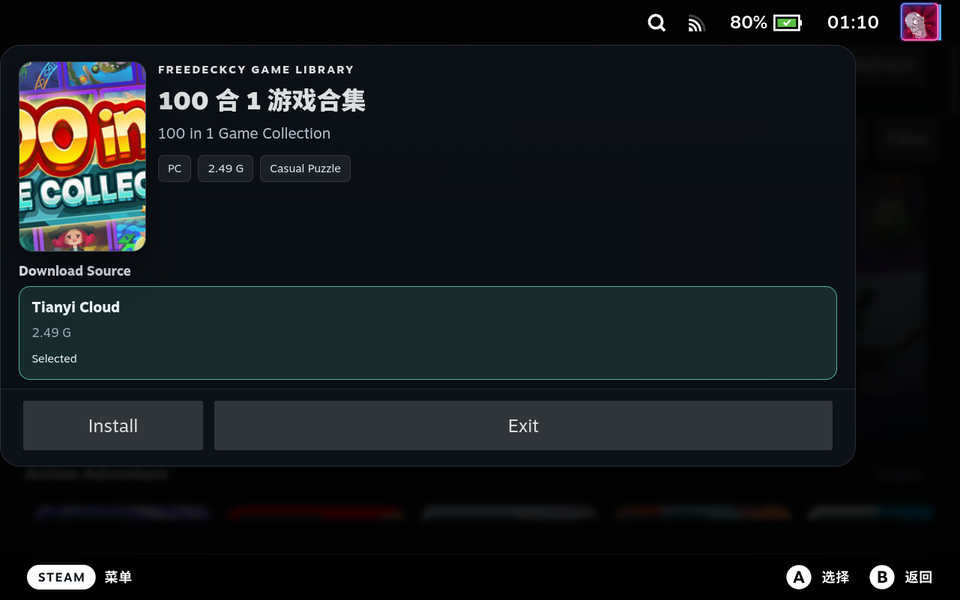 80%
01:10
FREEDECKCY GAME LIBRARY
100 合 1 游戏合集
100 in 1 Game Collection
PC
2.49 G
Casual Puzzle
Download Source
Tianyi Cloud
2.49 G
Selected
Install
Exit
Action Adventure
STEAM 菜单
A 选择
B 返回